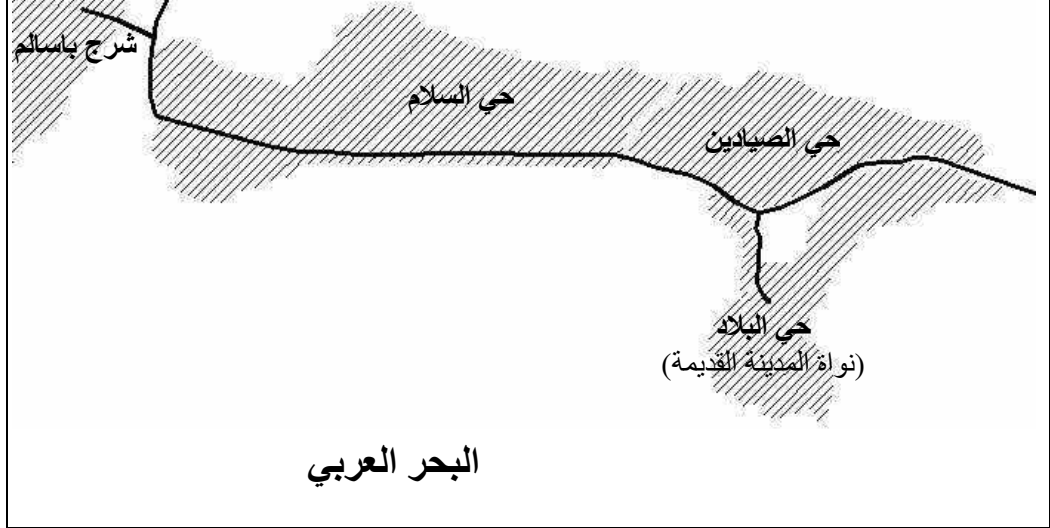 شرج باسالم
حي السلام
حي الصيادين
حي البلاد
(نواة المدينة القديمة)
البحر العربي